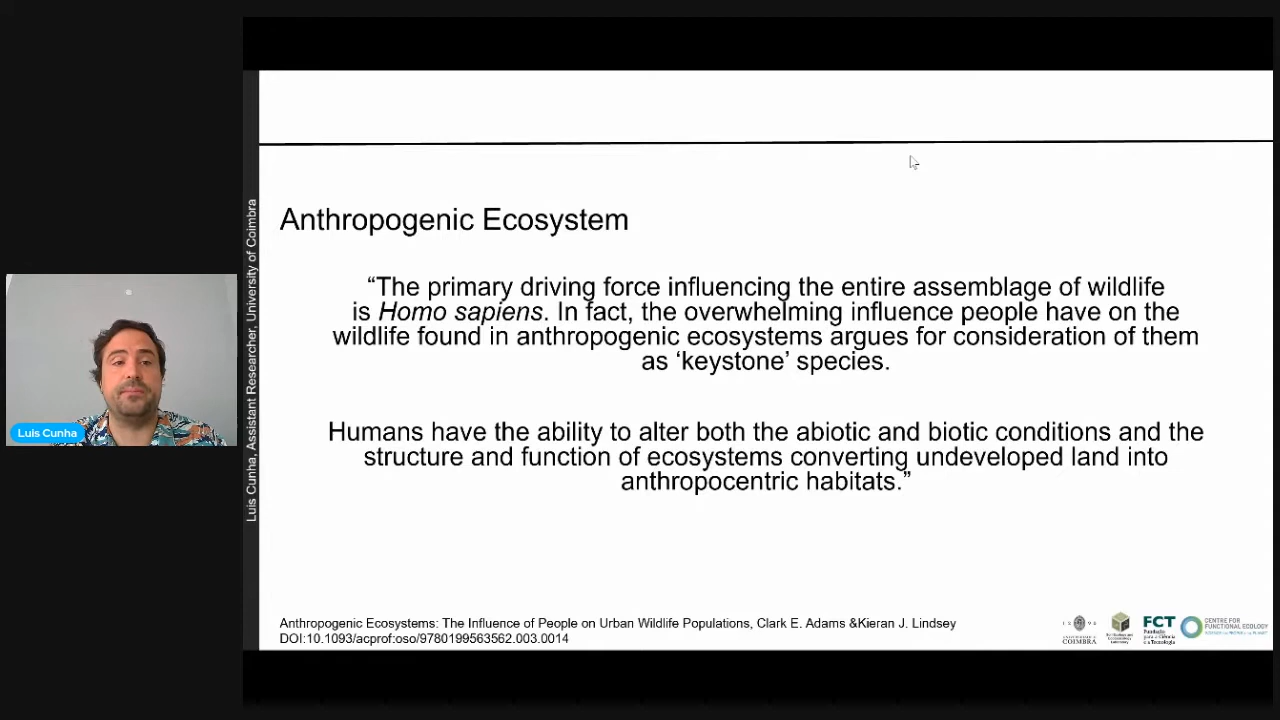 Anthropogenic Ecosystem
“The primary driving force influencing the entire assemblage of wildlife
is Homo sapiens. In fact, the overwhelming influence people have on the
wildlife found in anthropogenic ecosystems argues for consideration of them
as ‘keystone’ species.
Humans have the ability to alter both the abiotic and biotic conditions and the
structure and function of ecosystems converting undeveloped land into
anthropocentric habitats.”
Anthropogenic Ecosystems: The Influence of People on Urban Wildlife Populations, Clark E. Adams &Kieran J. Lindsey
DOI:10.1093/acprof:oso/9780199563562.003.0014
Luis Cunha, Assistant Researcher, University of Coimbra
Luis Cunha
COIMBRA
FCT
Fundação
para a Ciência
e a Tecnologia
CENTRE FOR
FUNCTIONAL ECOLOGY